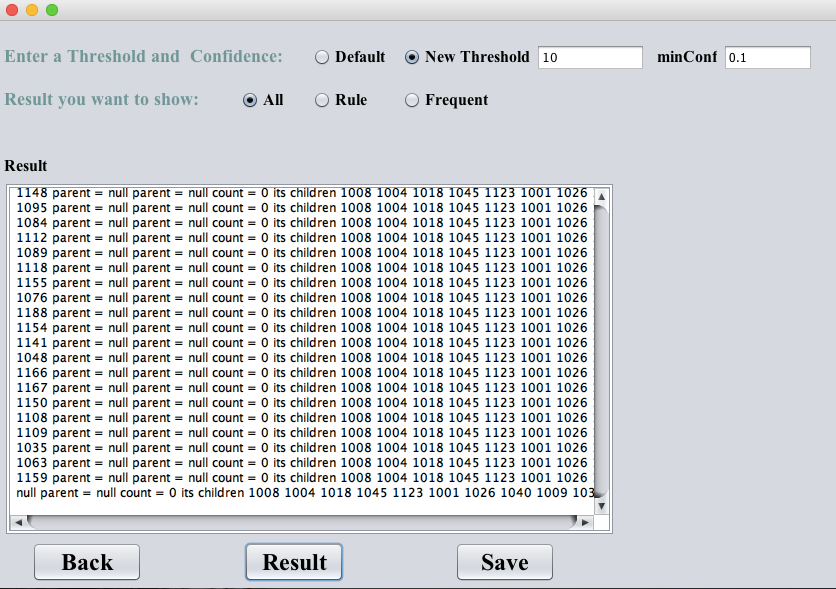 Enter a Threshold and Confidence: Default New Threshold 10 minConf 0.1
Result you want to show: All Rule Frequent
Result
1148 parent = null parent = null count = 0 its children 1008 1004 1018 1045 1123 1001 1026
1095 parent = null parent = null count = 0 its children 1008 1004 1018 1045 1123 1001 1026
1084 parent = null parent = null count = 0 its children 1008 1004 1018 1045 1123 1001 1026
1112 parent = null parent = null count = 0 its children 1008 1004 1018 1045 1123 1001 1026
1089 parent = null parent = null count = 0 its children 1008 1004 1018 1045 1123 1001 1026
1118 parent = null parent = null count = 0 its children 1008 1004 1018 1045 1123 1001 1026
1155 parent = null parent = null count = 0 its children 1008 1004 1018 1045 1123 1001 1026
1076 parent = null parent = null count = 0 its children 1008 1004 1018 1045 1123 1001 1026
1188 parent = null parent = null count = 0 its children 1008 1004 1018 1045 1123 1001 1026
1154 parent = null parent = null count = 0 its children 1008 1004 1018 1045 1123 1001 1026
1141 parent = null parent = null count = 0 its children 1008 1004 1018 1045 1123 1001 1026
1048 parent = null parent = null count = 0 its children 1008 1004 1018 1045 1123 1001 1026
1166 parent = null parent = null count = 0 its children 1008 1004 1018 1045 1123 1001 1026
1167 parent = null parent = null count = 0 its children 1008 1004 1018 1045 1123 1001 1026
1150 parent = null parent = null count = 0 its children 1008 1004 1018 1045 1123 1001 1026
1108 parent = null parent = null count = 0 its children 1008 1004 1018 1045 1123 1001 1026
1109 parent = null parent = null count = 0 its children 1008 1004 1018 1045 1123 1001 1026
1035 parent = null parent = null count = 0 its children 1008 1004 1018 1045 1123 1001 1026
1063 parent = null parent = null count = 0 its children 1008 1004 1018 1045 1123 1001 1026
1159 parent = null parent = null count = 0 its children 1008 1004 1018 1045 1123 1001 1026
null parent = null count = 0 its children 1008 1004 1018 1045 1123 1001 1026 1040 1009 103
Back Result Save